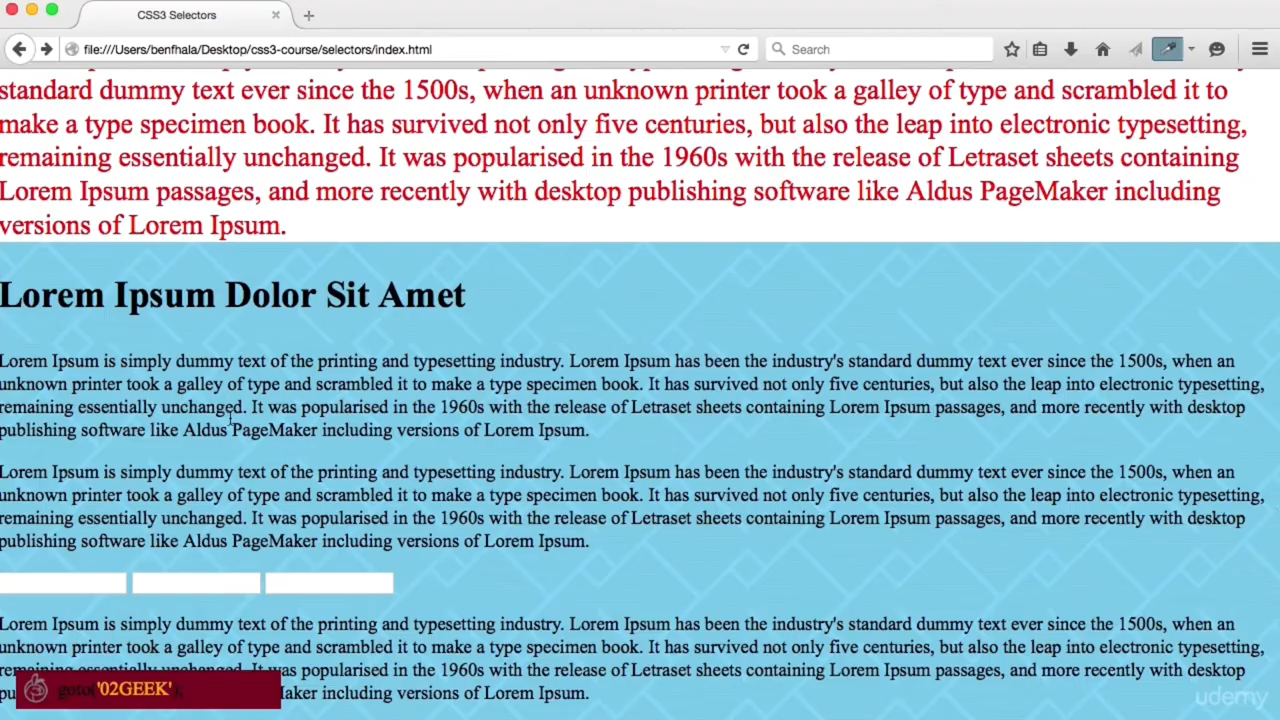 CSS3 Selectors
file:///Users/benfhala/Desktop/css3-course/selectors/index.html
Search
standard dummy text ever since the 1500s, when an unknown printer took a galley of type and scrambled it to
make a type specimen book. It has survived not only five centuries, but also the leap into electronic typesetting,
remaining essentially unchanged. It was popularised in the 1960s with the release of Letraset sheets containing
Lorem Ipsum passages, and more recently with desktop publishing software like Aldus PageMaker including
versions of Lorem Ipsum.
Lorem Ipsum Dolor Sit Amet
Lorem Ipsum is simply dummy text of the printing and typesetting industry. Lorem Ipsum has been the industry's standard dummy text ever since the 1500s, when an
unknown printer took a galley of type and scrambled it to make a type specimen book. It has survived not only five centuries, but also the leap into electronic typesetting,
remaining essentially unchanged. It was popularised in the 1960s with the release of Letraset sheets containing Lorem Ipsum passages, and more recently with desktop
publishing software like Aldus PageMaker including versions of Lorem Ipsum.
Lorem Ipsum is simply dummy text of the printing and typesetting industry. Lorem Ipsum has been the industry's standard dummy text ever since the 1500s, when an
unknown printer took a galley of type and scrambled it to make a type specimen book. It has survived not only five centuries, but also the leap into electronic typesetting,
remaining essentially unchanged. It was popularised in the 1960s with the release of Letraset sheets containing Lorem Ipsum passages, and more recently with desktop
publishing software like Aldus PageMaker including versions of Lorem Ipsum.
Lorem Ipsum is simply dummy text of the printing and typesetting industry. Lorem Ipsum has been the industry's standard dummy text ever since the 1500s, when an
unknown printer took a galley of type and scrambled it to make a type specimen book. It has survived not only five centuries, but also the leap into electronic typesetting,
remaining essentially unchanged. It was popularised in the 1960s with the release of Letraset sheets containing Lorem Ipsum passages, and more recently with desktop
goto('02GEEK'); Maker including versions of Lorem Ipsum.
udemy